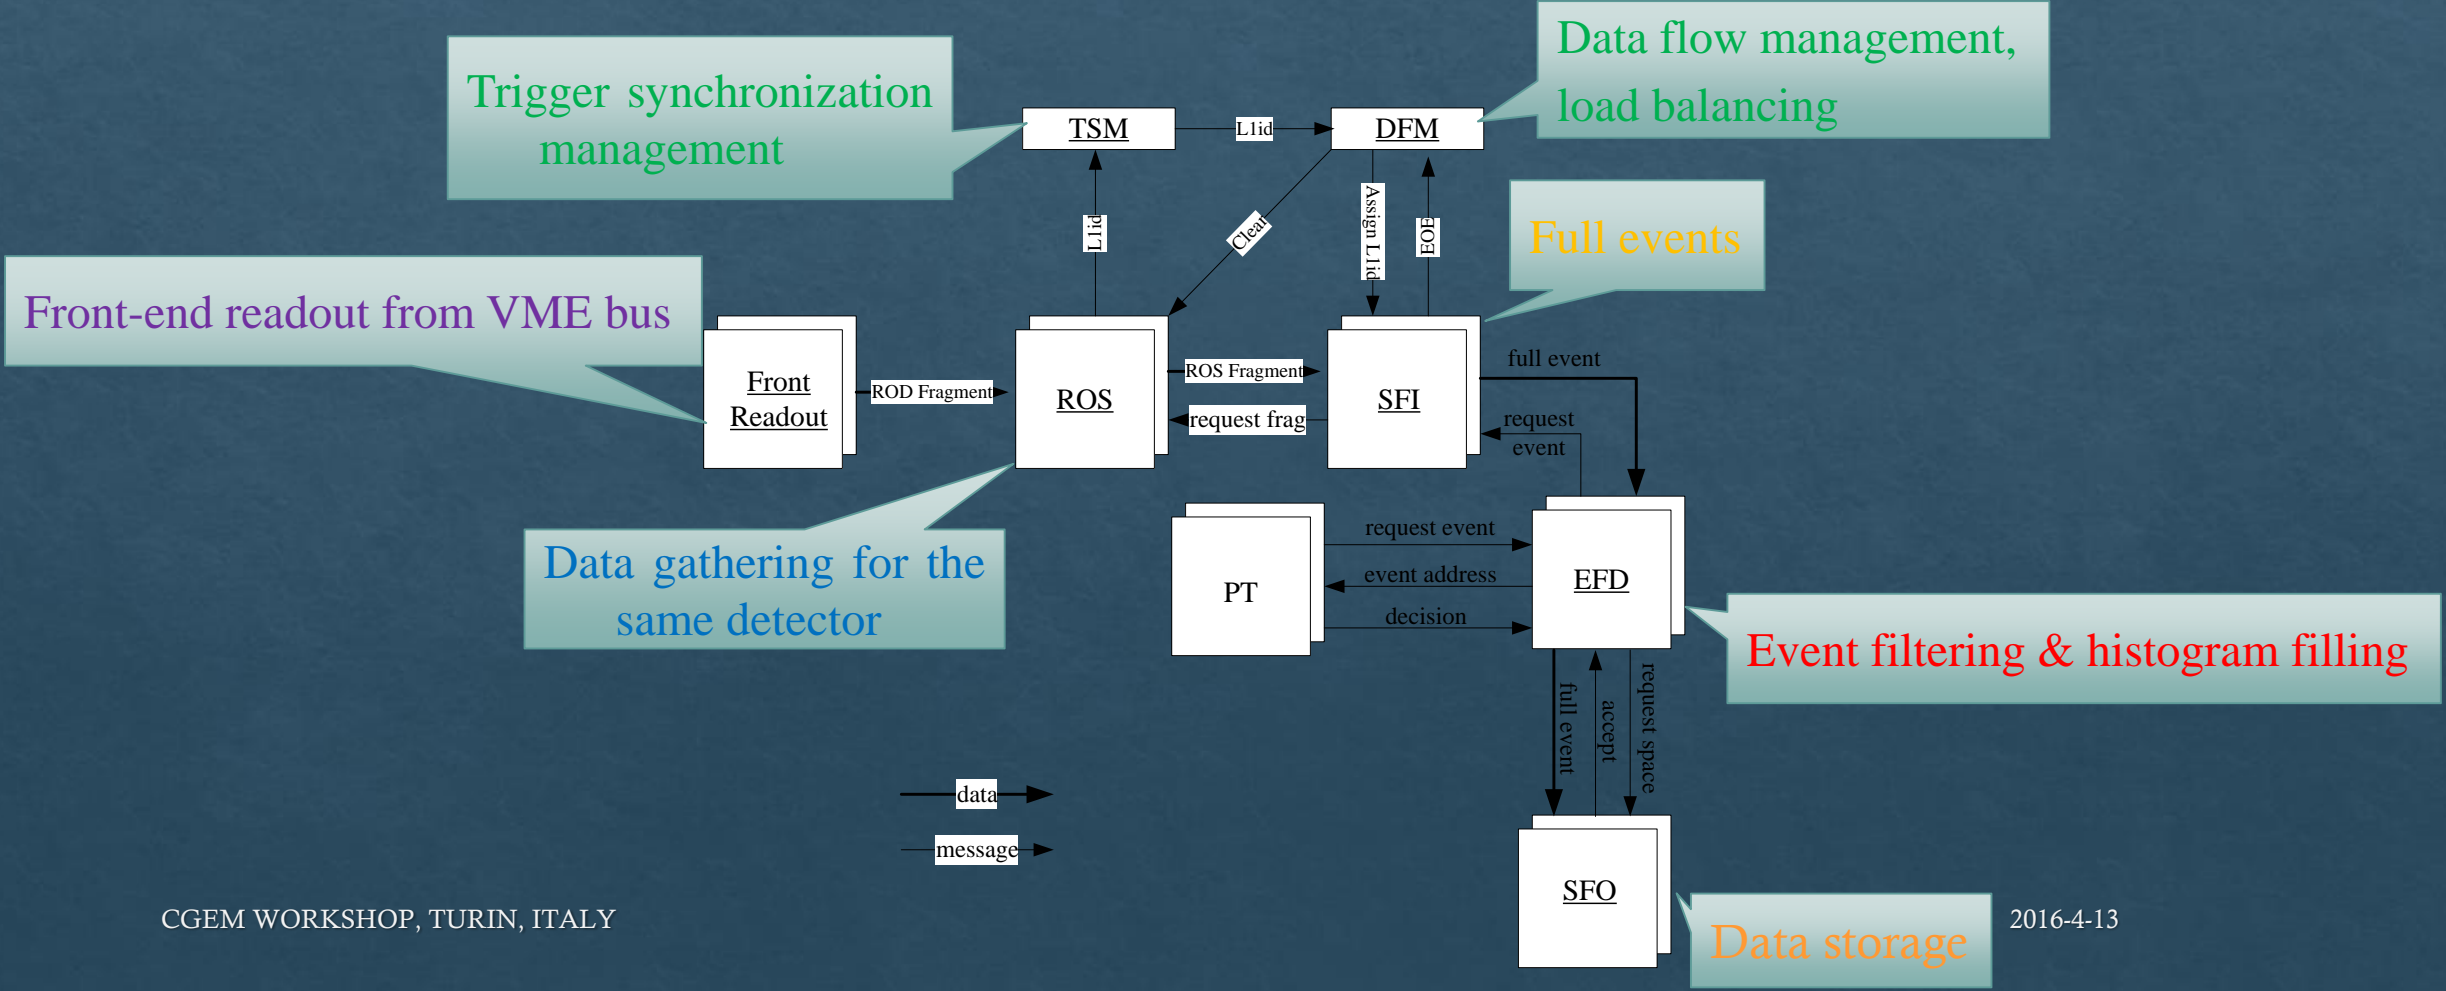 Data flow management,
load balancing
Trigger synchronization
management
TSM
L1id
DFM
L1id
Clear
Assign L1id
EOE
Full events
Front-end readout from VME bus
Front
Readout
ROD Fragment
ROS
ROS Fragment
request frag
SFI
full event
request
event
Data gathering for the
same detector
PT
request event
event address
decision
EFD
Event filtering & histogram filling
full event
accept
request space
data
message
SFO
Data storage
CGEM WORKSHOP, TURIN, ITALY
2016-4-13